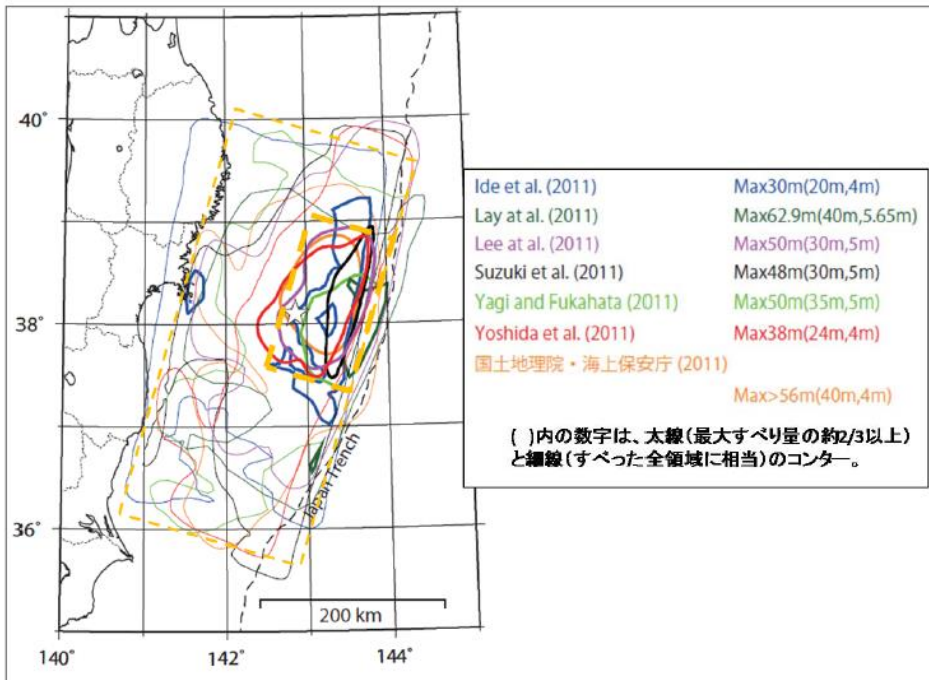 40°
39°
38°
37°
36°
140°
142°
144°
Japan Trench
200 km
Ide et al. (2011) Max30m(20m,4m)
Lay at al. (2011) Max62.9m(40m,5.65m)
Lee at al. (2011) Max50m(30m,5m)
Suzuki et al. (2011) Max48m(30m,5m)
Yagi and Fukahata (2011) Max50m(35m,5m)
Yoshida et al. (2011) Max38m(24m,4m)
国土地理院・海上保安庁 (2011)
Max>56m(40m,4m)
( )内の数字は、太線(最大すべり量の約2/3以上)
と細線(すべった全領域に相当)のコンター。